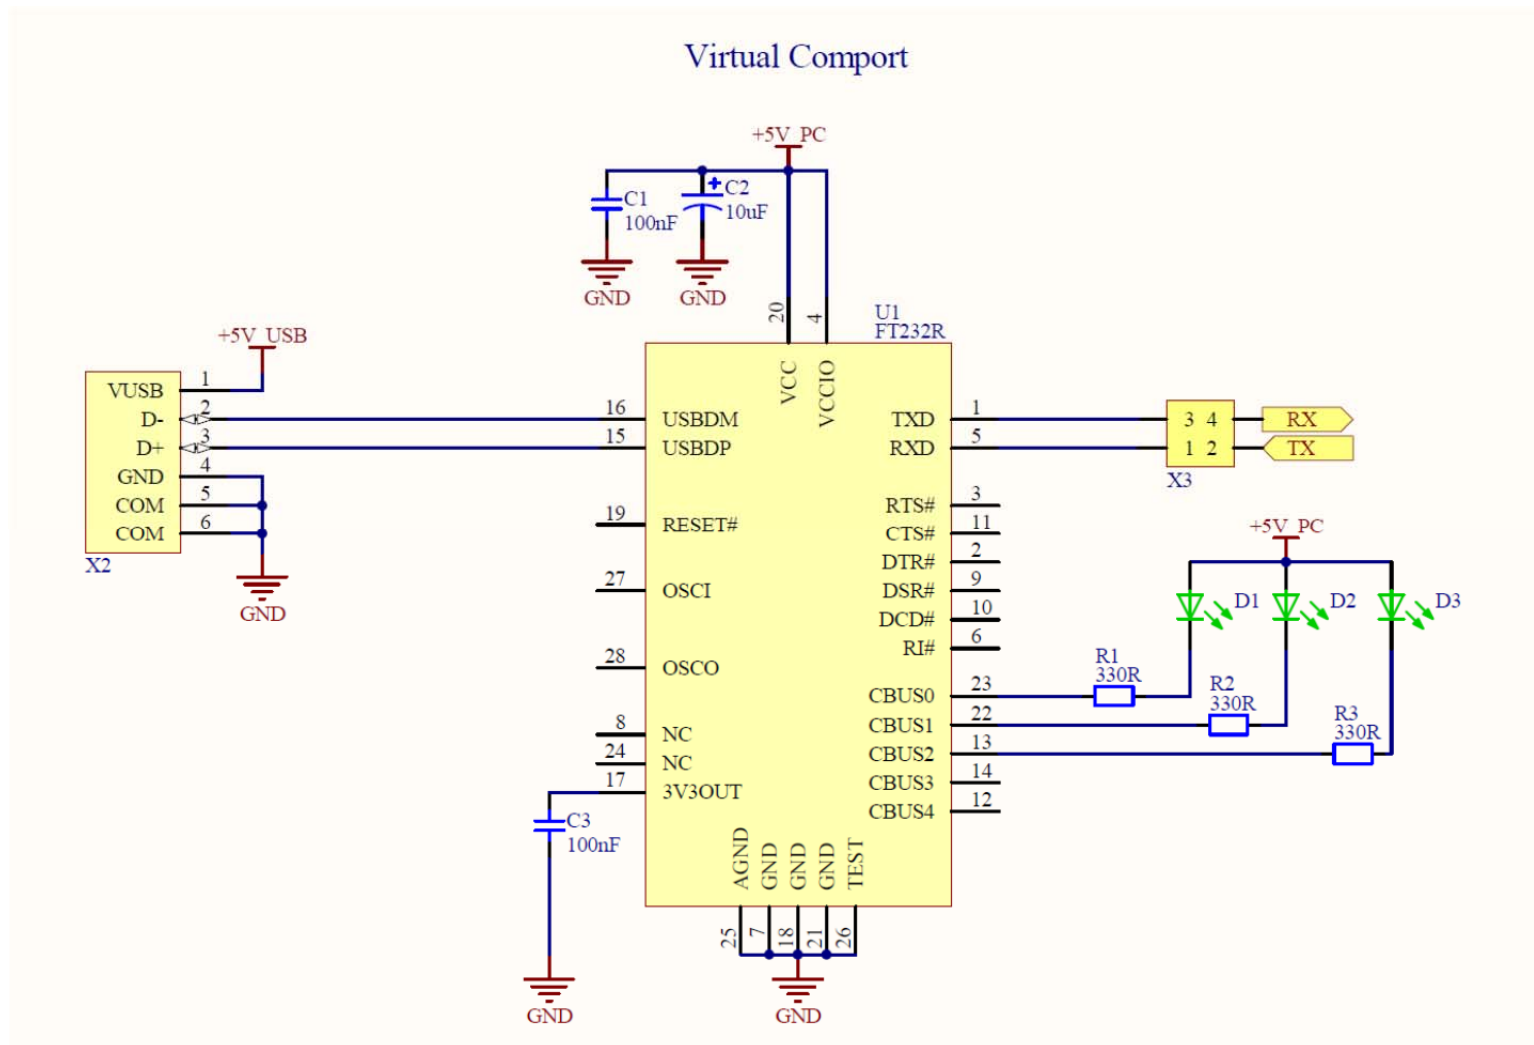 Virtual Comport
+5V_PC
C1
100nF
C2
10uF
GND
GND
20
4
U1
FT232R
VCC
VCCIO
+5V_USB
VUSB 1
D- 2
D+ 3
GND 4
COM 5
COM 6
X2
GND
16 USBDM
15 USBDP
19 RESET#
27 OSCI
28 OSCO
8 NC
24 NC
17 3V3OUT
C3
100nF
GND
TXD 1
RXD 5
RTS# 3
CTS# 11
DTR# 2
DSR# 9
DCD# 10
RI# 6
CBUS0 23
CBUS1 22
CBUS2 13
CBUS3 14
CBUS4 12
3 4
1 2
X3
RX
TX
+5V_PC
D1
D2
D3
R1
330R
R2
330R
R3
330R
AGND
GND
GND
GND
TEST
25
7
18
21
26
GND